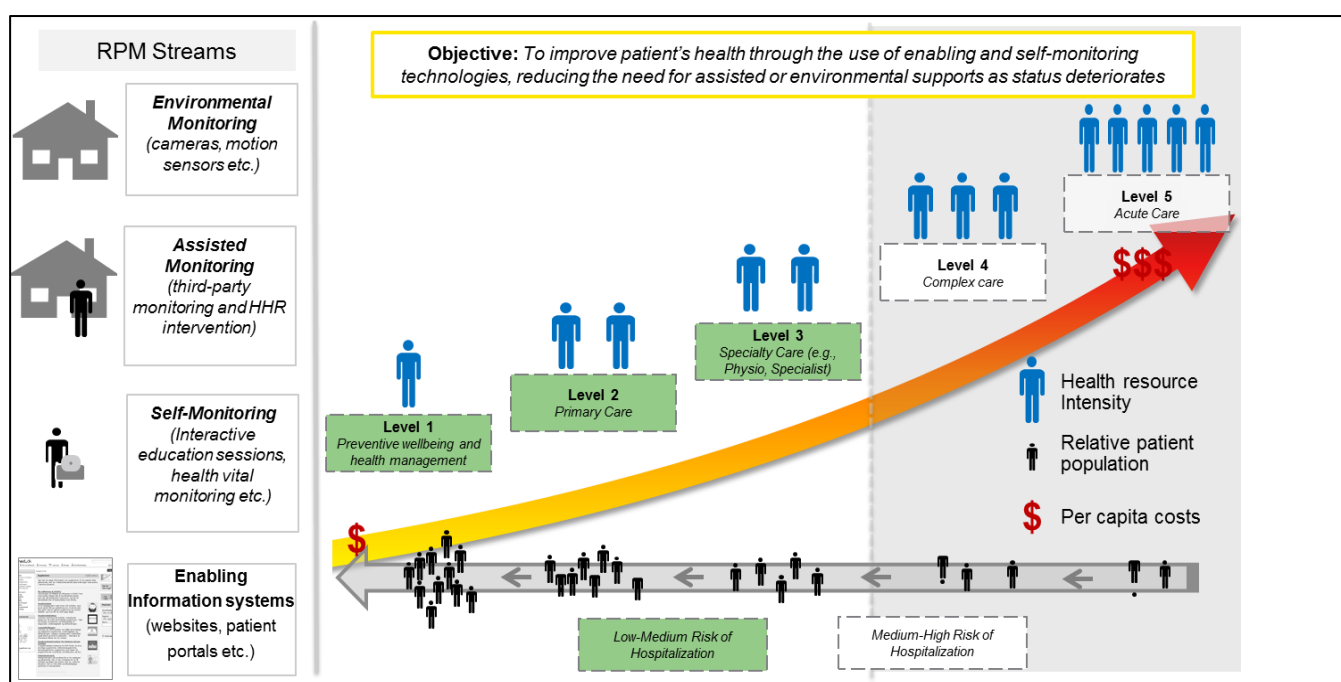 RPM Streams
Environmental
Monitoring
(cameras, motion
sensors etc.)
Assisted
Monitoring
(third-party
monitoring and HHR
intervention)
Self-Monitoring
(Interactive
education sessions,
health vital
monitoring etc.)
Enabling
Information systems
(websites, patient
portals etc.)
Objective: To improve patient's health through the use of enabling and self-monitoring
technologies, reducing the need for assisted or environmental supports as status deteriorates
Level 1
Preventive wellbeing and
health management
Level 2
Primary Care
Level 3
Specialty Care (e.g.,
Physio, Specialist)
Level 4
Complex care
Level 5
Acute Care
$
$$$
Health resource
Intensity
Relative patient
population
$ Per capita costs
Low-Medium Risk of
Hospitalization
Medium-High Risk of
Hospitalization